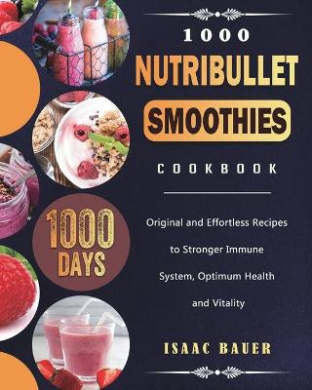 1000
NUTRIBULLET
SMOOTHIES
COOKBOOK
1000
DAYS
Original and Effortless Recipes
to Stronger Immune
System, Optimum Health
and Vitality
ISAAC BAUER